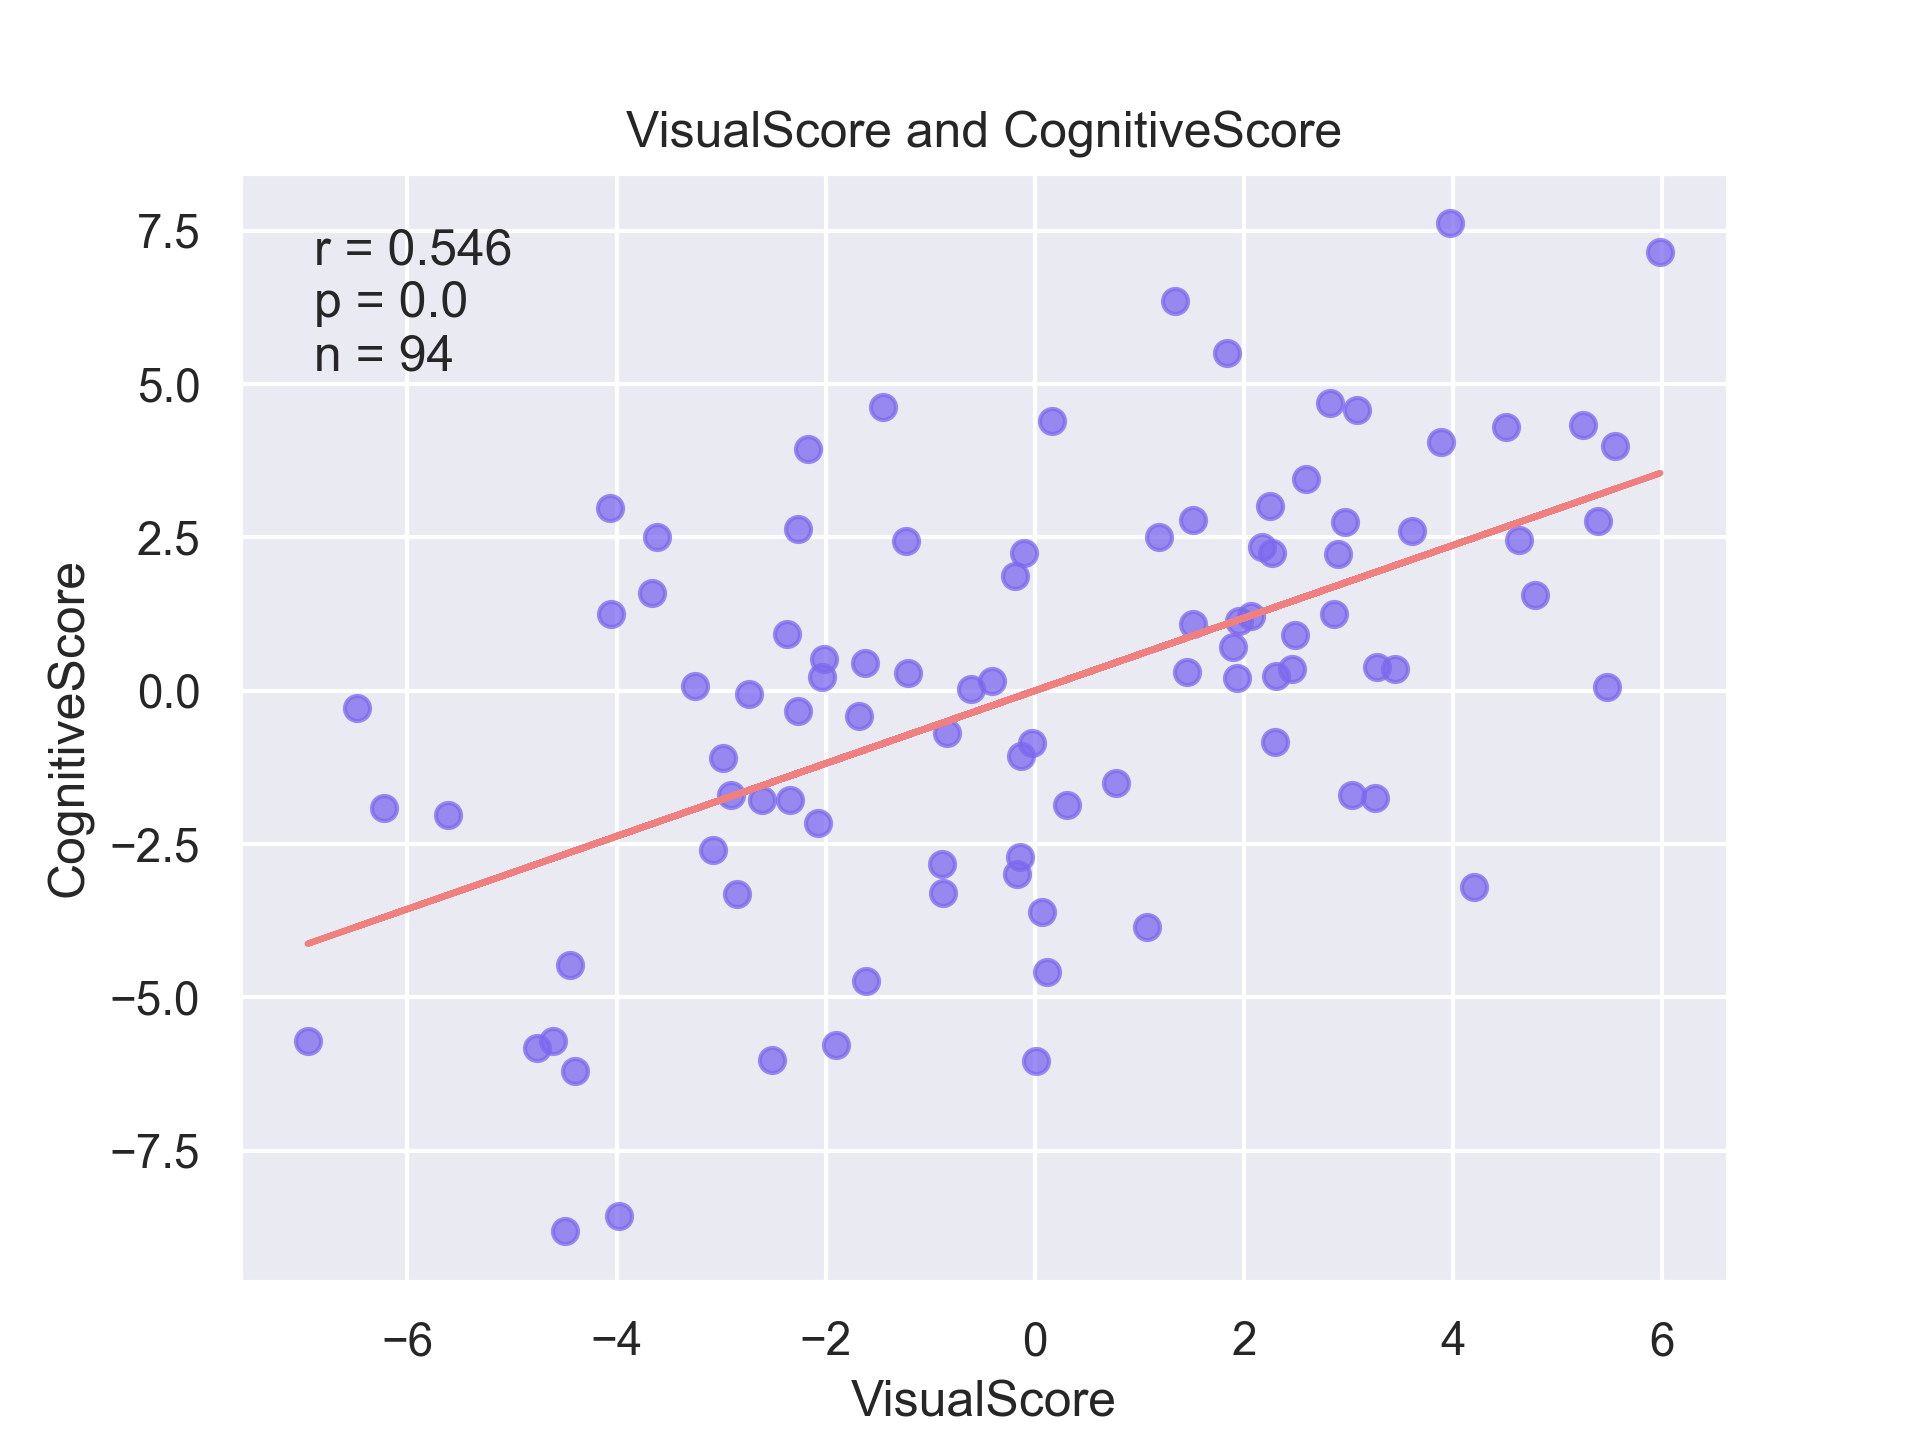 VisualScore and CognitiveScore
r = 0.546
p = 0.0
n = 94
7.5
5.0
2.5
0.0
−2.5
−5.0
−7.5
CognitiveScore
−6 −4 −2 0 2 4 6
VisualScore